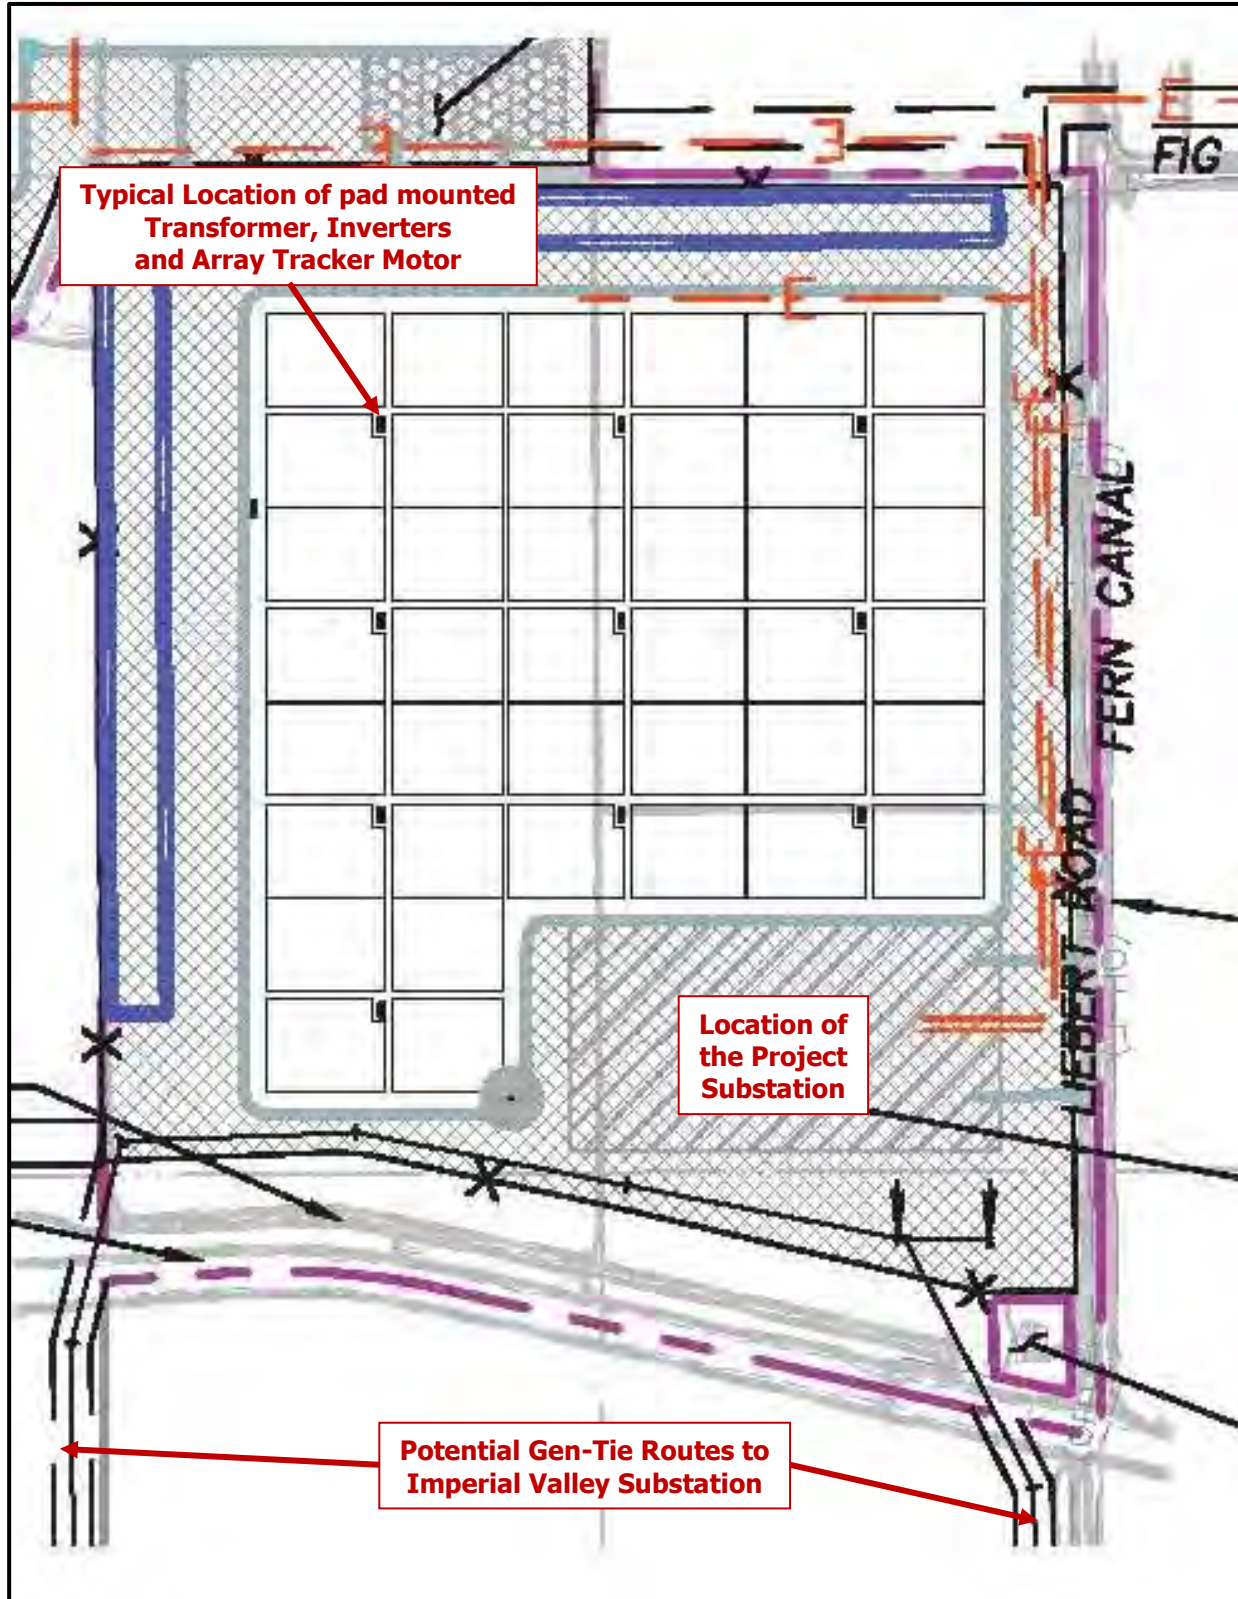 E
FIG
E
E
Typical Location of pad mounted
Transformer, Inverters
and Array Tracker Motor
E
FERN CANAL
LIEBERT ROAD
Location of
the Project
Substation
Potential Gen-Tie Routes to
Imperial Valley Substation